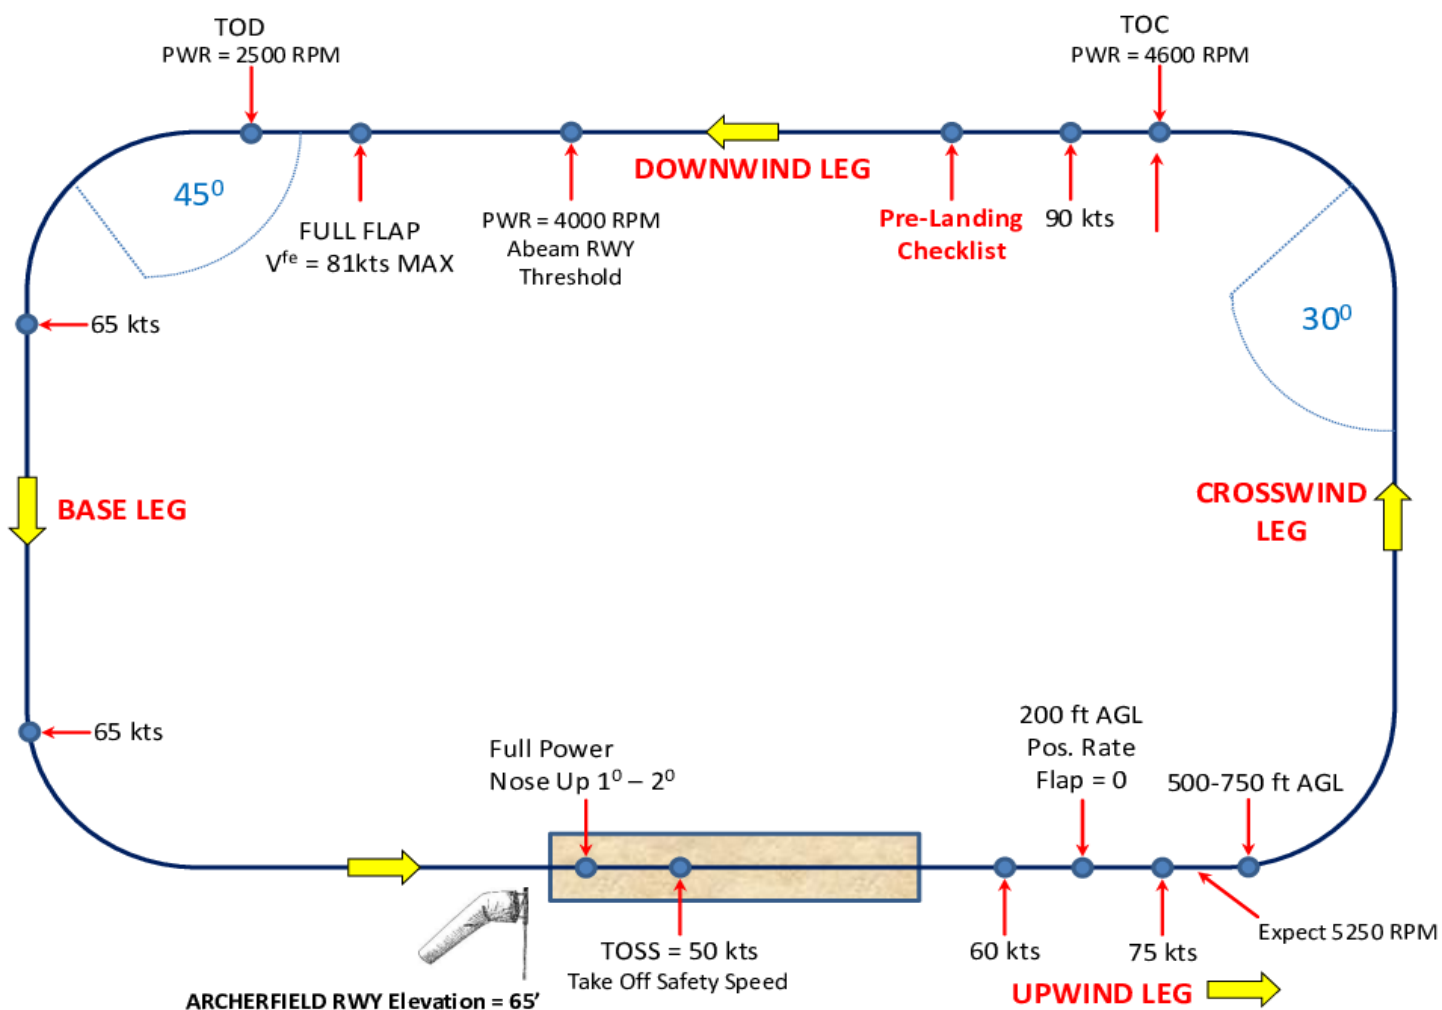 TOD
PWR = 2500 RPM
TOC
PWR = 4600 RPM
DOWNWIND LEG
45⁰
FULL FLAP
Vᶠᵉ = 81kts MAX
PWR = 4000 RPM
Abeam RWY
Threshold
Pre-Landing
Checklist
90 kts
30⁰
65 kts
BASE LEG
CROSSWIND
LEG
65 kts
Full Power
Nose Up 1⁰ – 2⁰
200 ft AGL
Pos. Rate
Flap = 0
500-750 ft AGL
TOSS = 50 kts
Take Off Safety Speed
60 kts
75 kts
Expect 5250 RPM
UPWIND LEG
ARCHERFIELD RWY Elevation = 65’